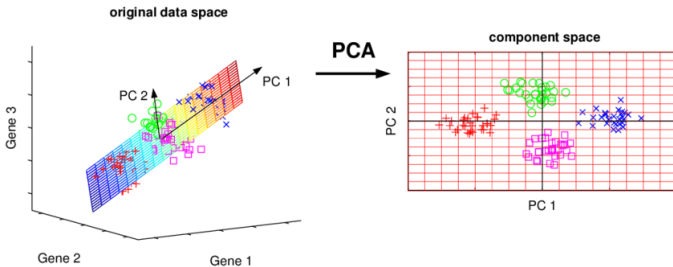 original data space
PCA
component space
PC 1
PC 2
Gene 3
Gene 2
Gene 1
PC 2
PC 1